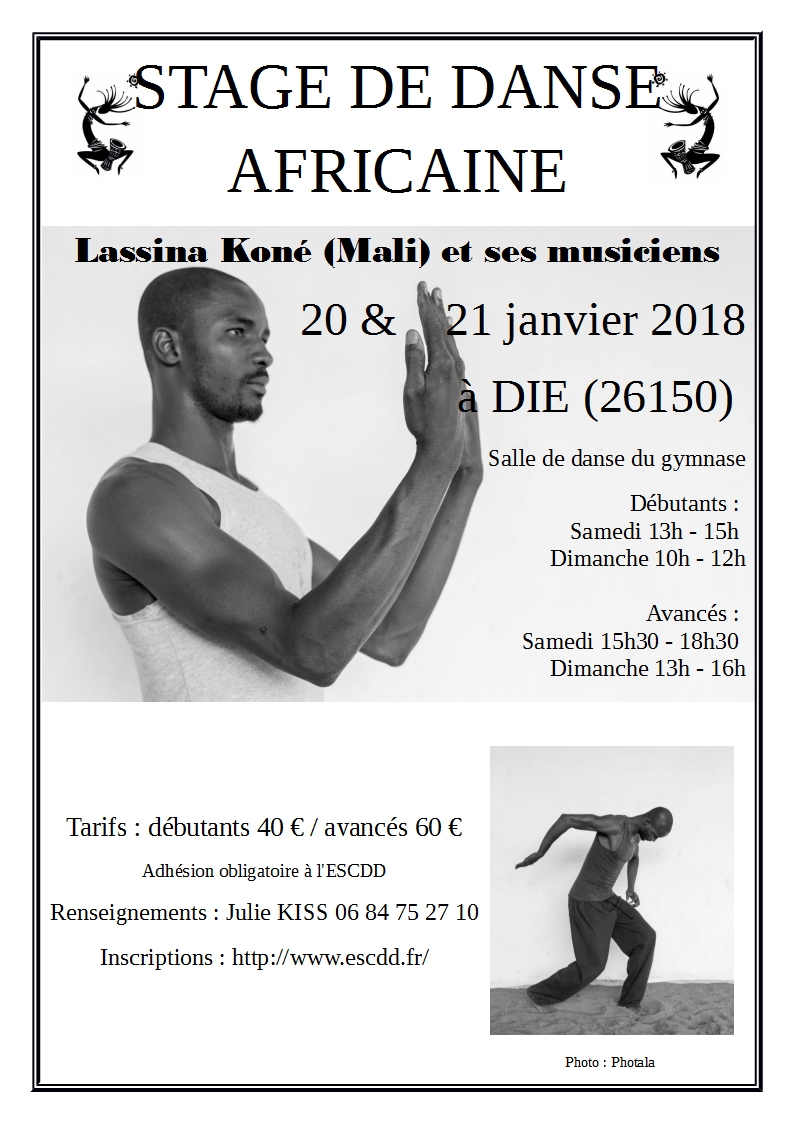 STAGE DE DANSE
AFRICAINE
Lassina Koné (Mali) et ses musiciens
20 & 21 janvier 2018
à DIE (26150)
Salle de danse du gymnase
Débutants :
Samedi 13h - 15h
Dimanche 10h - 12h
Avancés :
Samedi 15h30 - 18h30
Dimanche 13h - 16h
Tarifs : débutants 40 € / avancés 60 €
Adhésion obligatoire à l'ESCDD
Renseignements : Julie KISS 06 84 75 27 10
Inscriptions : http://www.escdd.fr/
Photo : Photala